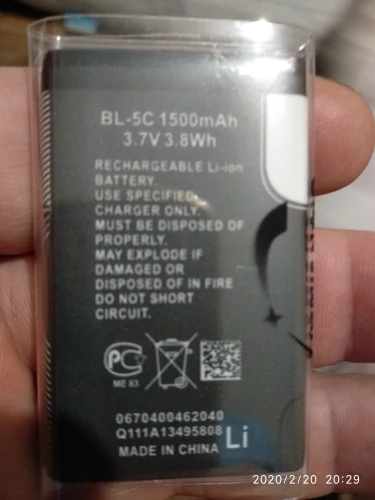 BL-5C 1500mAh
3.7V 3.8Wh
RECHARGEABLE Li-ion
BATTERY.
USE SPECIFIED
CHARGER ONLY.
MUST BE DISPOSED OF
PROPERLY.
MAY EXPLODE IF
DAMAGED OR
DISPOSED OF IN FIRE
DO NOT SHORT
CIRCUIT.
PC
ME 83
0670400462040
Q111A13495808
MADE IN CHINA
Li
2020/2/20 20:29